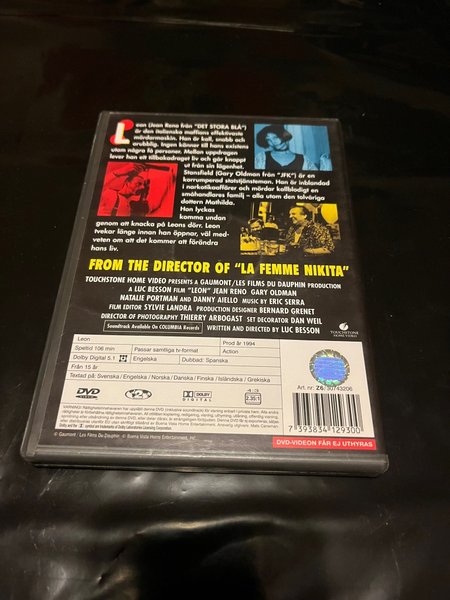 Leon (Jean Reno från "DET STORA BLÅ")
är den italienska maffians effektivaste
mördarmaskin. Han är kall, snabb och
orubblig. Ingen känner till hans existens
utom några få personer. Mellan uppdragen
lever han ett tillbakadraget liv och går knappt
ut från sin lägenhet.
Stansfield (Gary Oldman från "JFK") är en
korrumperad statstjänsteman. Han är inblandad
i narkotikaaffärer och mördar kallblodigt en
småhandlares familj – alla utom den tolvåriga
dottern Mathilda.
Hon lyckas
komma undan
genom att knacka på Leons dörr. Leon
tvekar länge innan han öppnar, väl med-
veten om att det kommer att förändra
hans liv.
FROM THE DIRECTOR OF "LA FEMME NIKITA"
TOUCHSTONE HOME VIDEO PRESENTS A GAUMONT/LES FILMS DU DAUPHIN PRODUCTION
A LUC BESSON FILM "LEON" JEAN RENO GARY OLDMAN
NATALIE PORTMAN AND DANNY AIELLO MUSIC BY ERIC SERRA
FILM EDITOR SYLVIE LANDRA PRODUCTION DESIGNER BERNARD GRENET
DIRECTOR OF PHOTOGRAPHY THIERRY ARBOGAST SET DECORATOR DAN WEIL
Soundtrack Available On COLUMBIA Records WRITTEN AND DIRECTED BY LUC BESSON
TOUCHSTONE
HOME VIDEO
Leon Prod år 1994
Speltid 106 min Passar samtliga tv-format Action
Dolby Digital 5.1 Engelska Dubbad: Spanska
Från 15 år
Textad på: Svenska / Engelska / Norska / Danska / Finska / Isländska / Grekiska
Art. nr: Z6/30743206
DVD VIDEO
2
DOLBY
DIGITAL
4:3
2.35:1
7 393834 129300
© Gaumont / Les Films Du Dauphin © Buena Vista Home Entertainment, Inc.
DVD-VIDEON FÅR EJ UTHYRAS